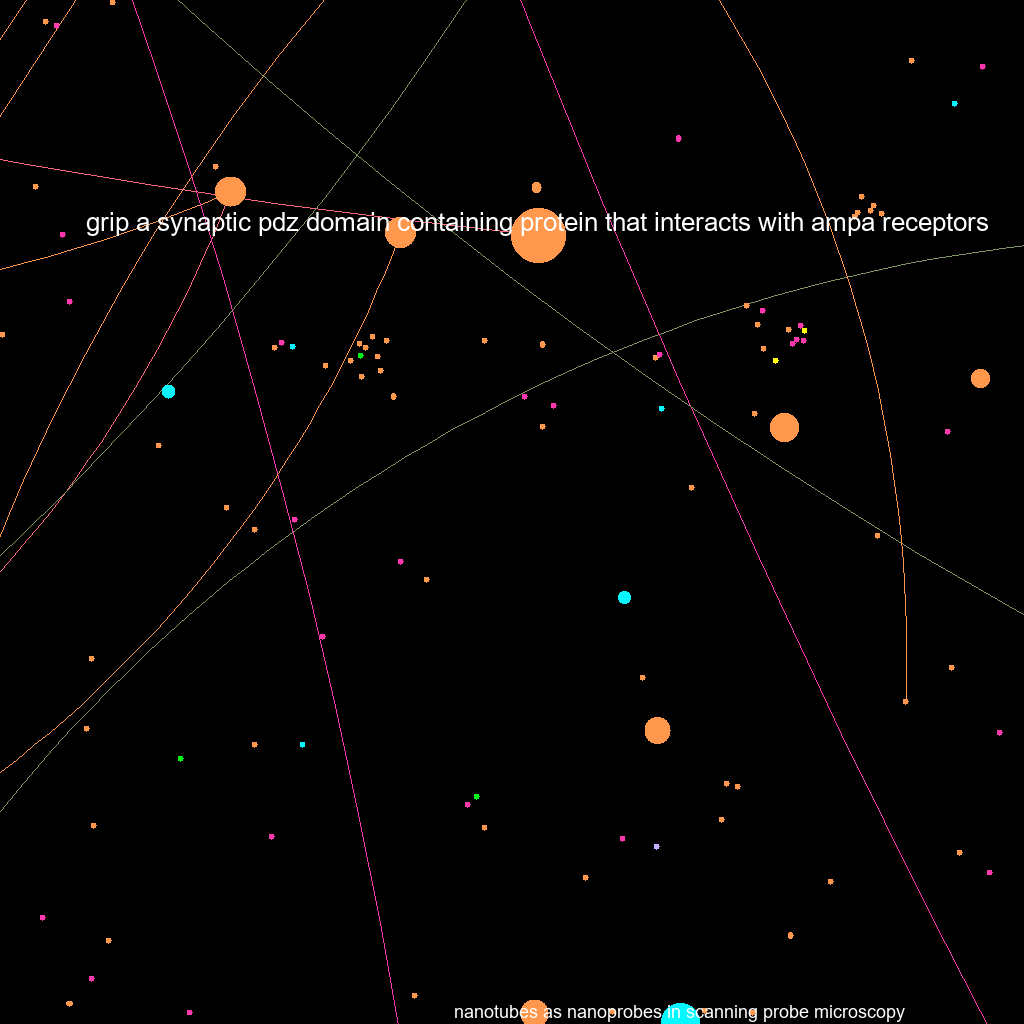 grip a synaptic pdz domain containing protein that interacts with ampa receptors
nanotubes as nanoprobes in scanning probe microscopy